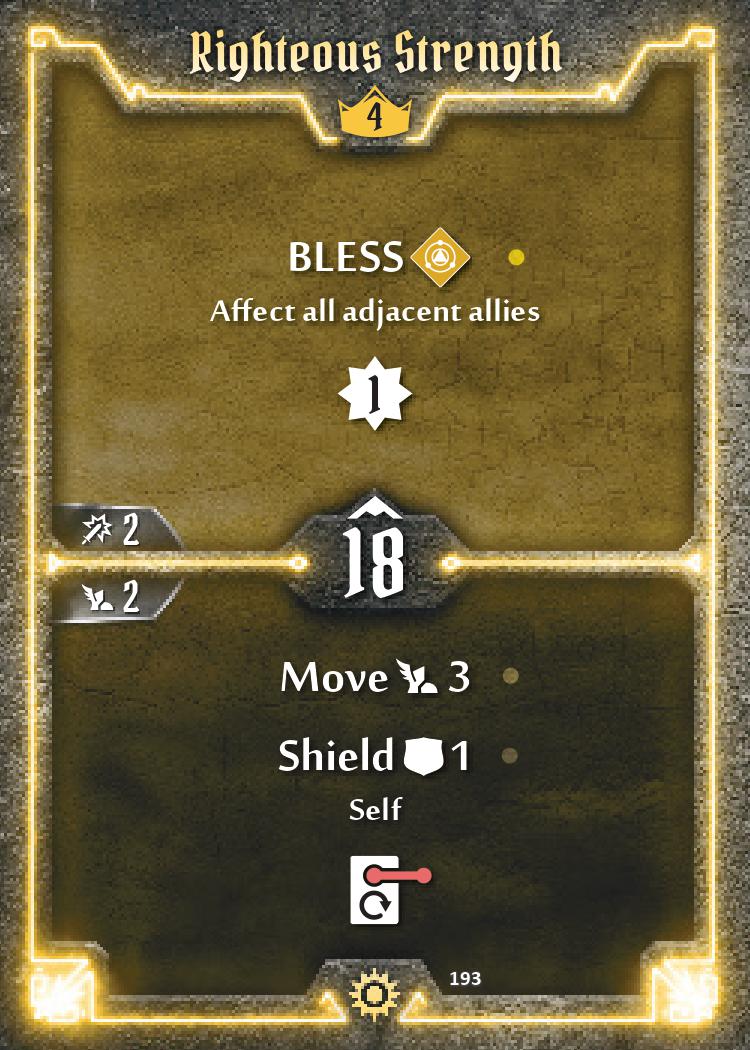 Righteous Strength
4
BLESS
Affect all adjacent allies
1
2
18
2
Move 3
Shield 1
Self
193